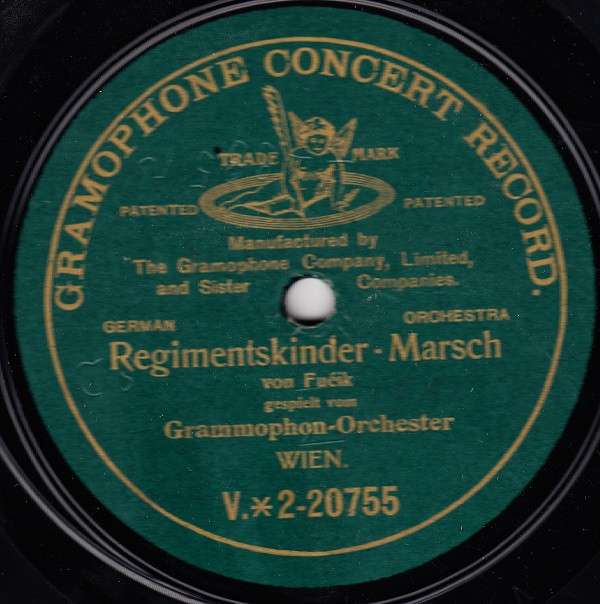 GRAMOPHONE CONCERT RECORD.
TRADE MARK
PATENTED PATENTED
Manufactured by
The Gramophone Company, Limited,
and Sister Companies.
GERMAN ORCHESTRA
Regimentskinder - Marsch
von Fučik
gespielt vom
Grammophon-Orchester
WIEN.
V.*2-20755